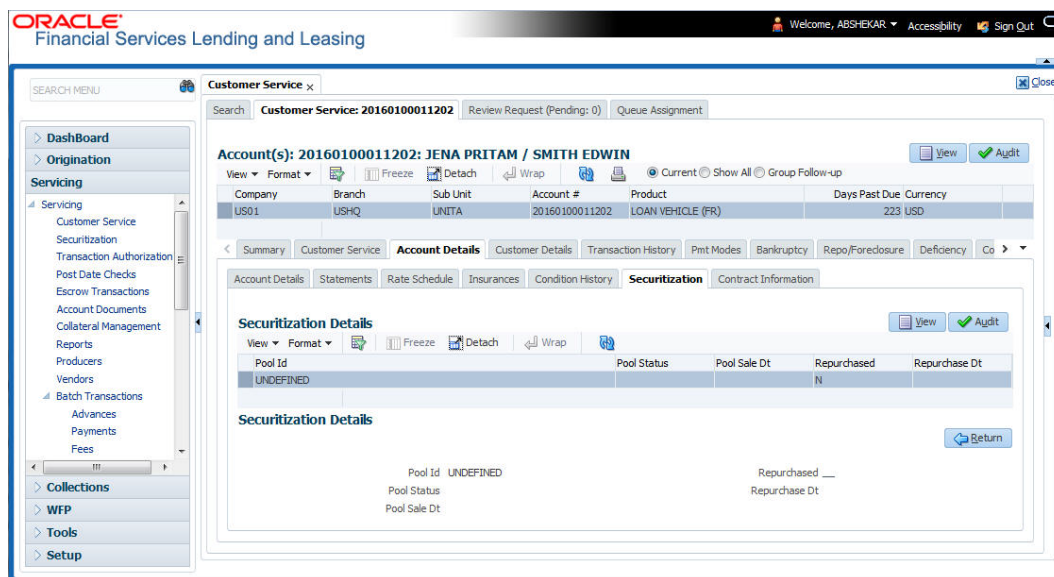 ORACLE
Financial Services Lending and Leasing
Welcome, ABSHEKAR Accessibility Sign Out
SEARCH MENU
DashBoard
Origination
Servicing
Servicing
Customer Service
Securitization
Transaction Authorization
Post Date Checks
Escrow Transactions
Account Documents
Collateral Management
Reports
Producers
Vendors
Batch Transactions
Advances
Payments
Fees
Collections
WFP
Tools
Setup
Customer Service x
Close
Search Customer Service: 20160100011202 Review Request (Pending: 0) Queue Assignment
Account(s): 20160100011202: JENA PRITAM / SMITH EDWIN
View Audit
View Format Freeze Detach Wrap Current Show All Group Follow-up
Company Branch Sub Unit Account # Product Days Past Due Currency
US01 USHQ UNITA 20160100011202 LOAN VEHICLE (FR) 223 USD
Summary Customer Service Account Details Customer Details Transaction History Pmt Modes Bankruptcy Repo/Foreclosure Deficiency Co
Account Details Statements Rate Schedule Insurances Condition History Securitization Contract Information
Securitization Details
View Audit
View Format Freeze Detach Wrap
Pool Id Pool Status Pool Sale Dt Repurchased Repurchase Dt
UNDEFINED N
Securitization Details
Return
Pool Id UNDEFINED Repurchased __
Pool Status Repurchase Dt
Pool Sale Dt